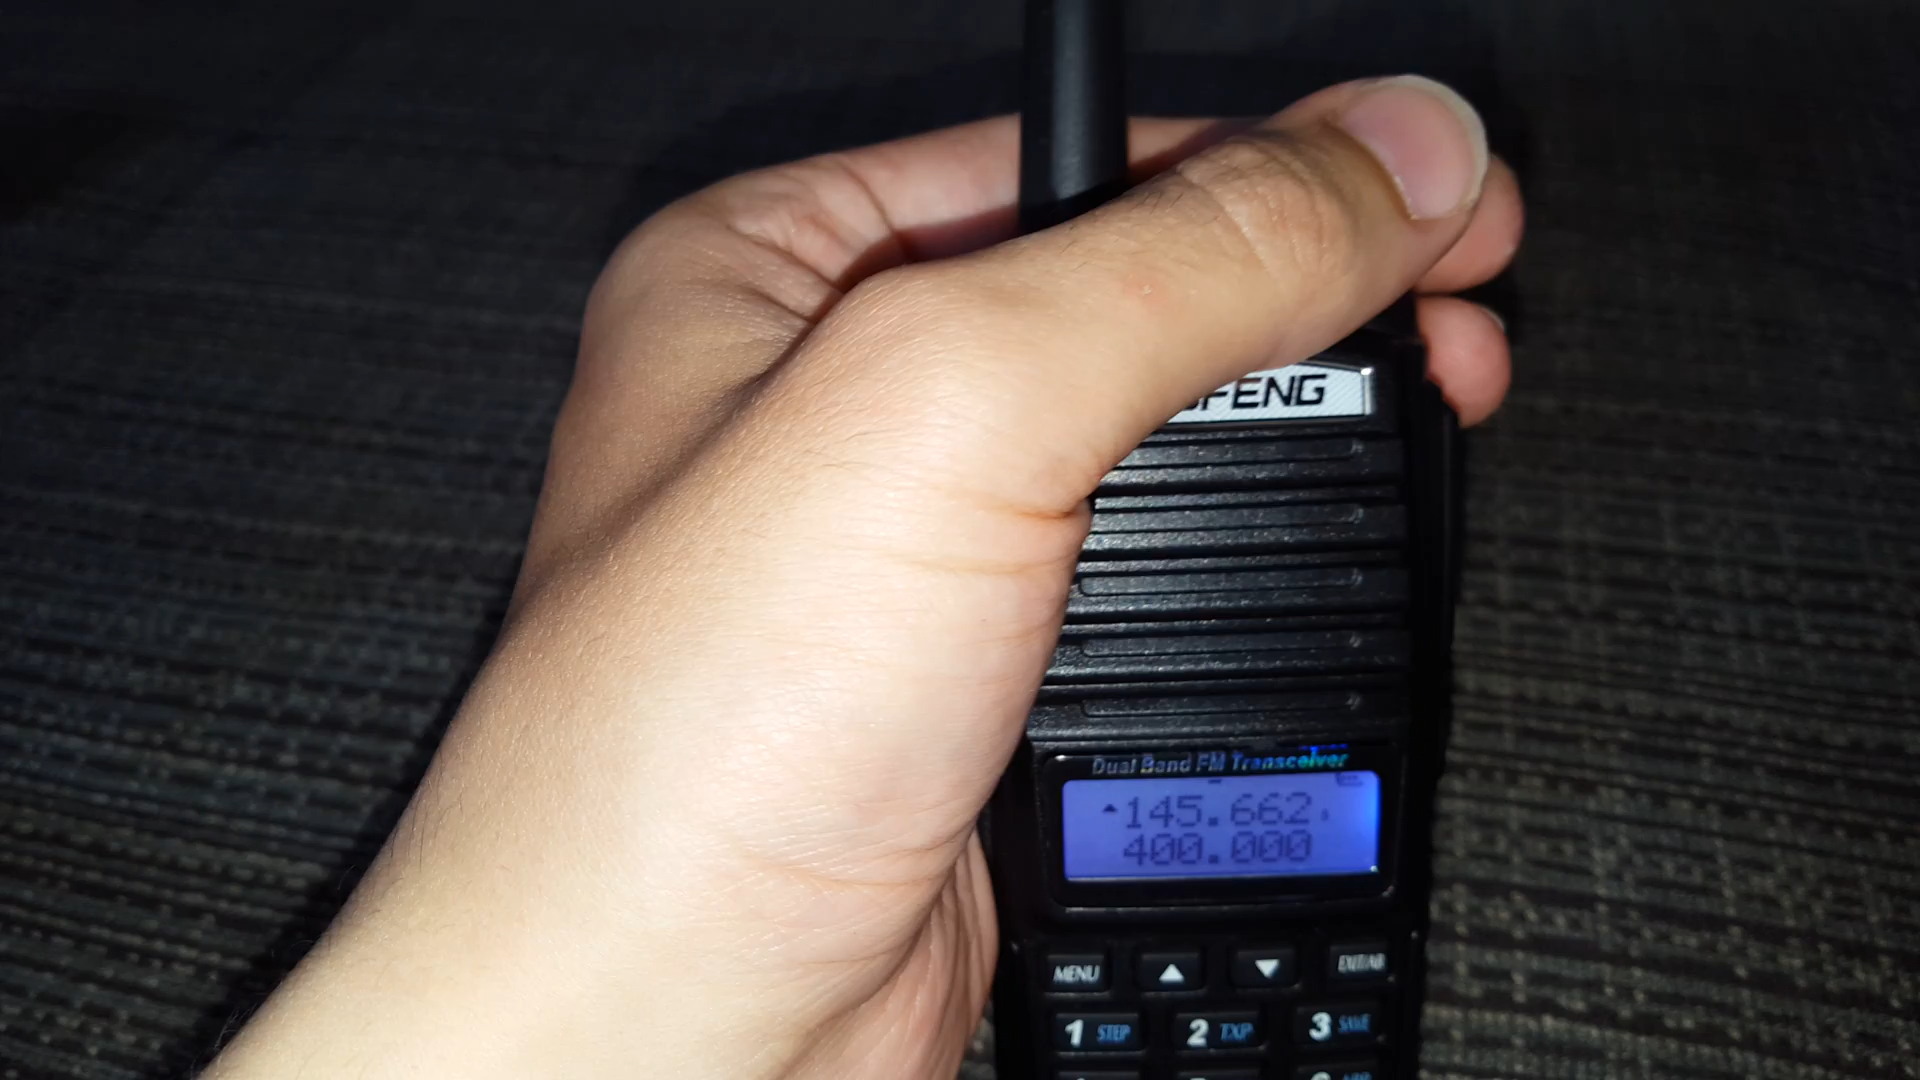 FENG
Dual Band FM Transceiver
145.662
400.000
MENU ▲ ▼ EXIT/AB
1 STEP 2 TXP 3 SAVE